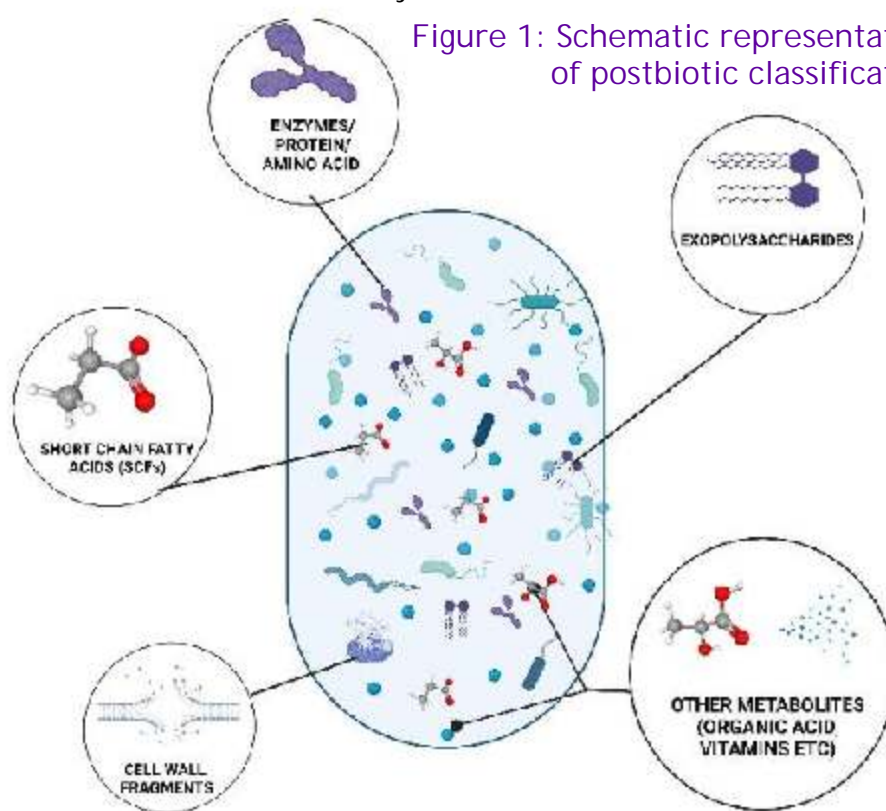 Figure 1: Schematic representat
of postbiotic classificat
ENZYMES/
PROTEIN/
AMINO ACID
EXOPOLYSACCHARIDES
SHORT CHAIN FATTY
ACIDS (SCFs)
OTHER METABOLITES
(ORGANIC ACID
VITAMINS ETC)
CELL WALL
FRAGMENTS